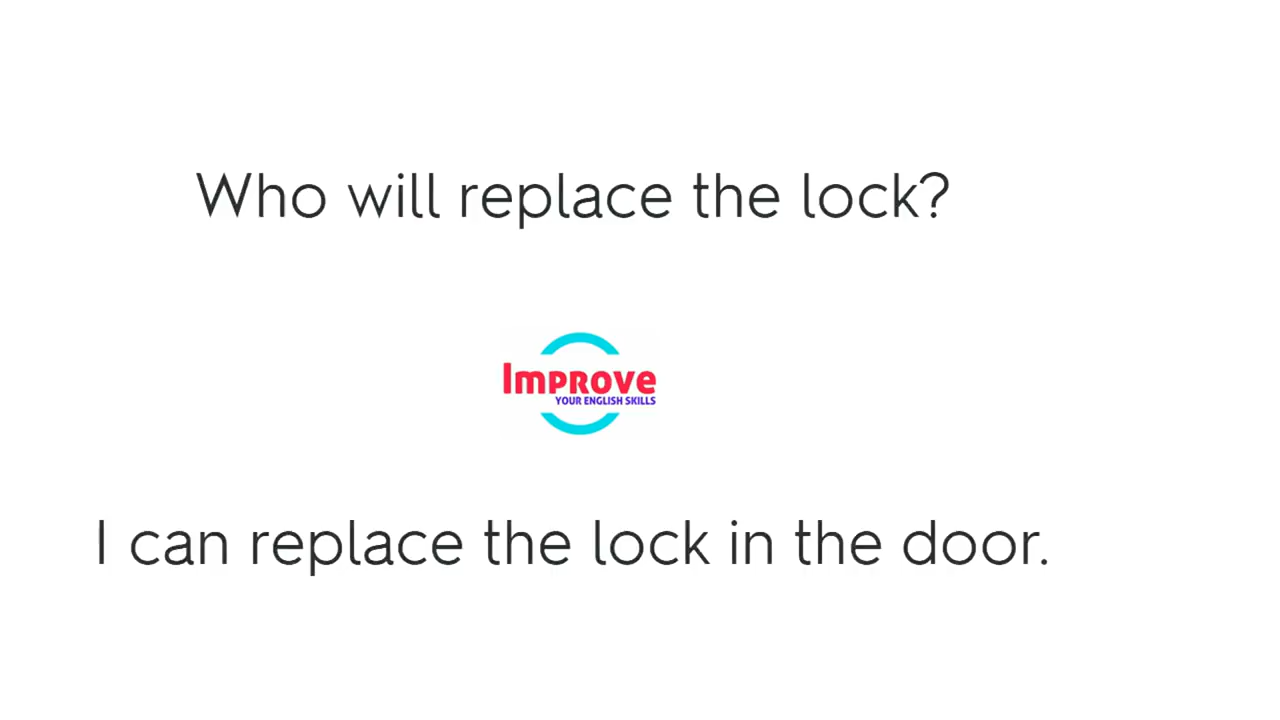 Who will replace the lock?
Improve
YOUR ENGLISH SKILLS
I can replace the lock in the door.